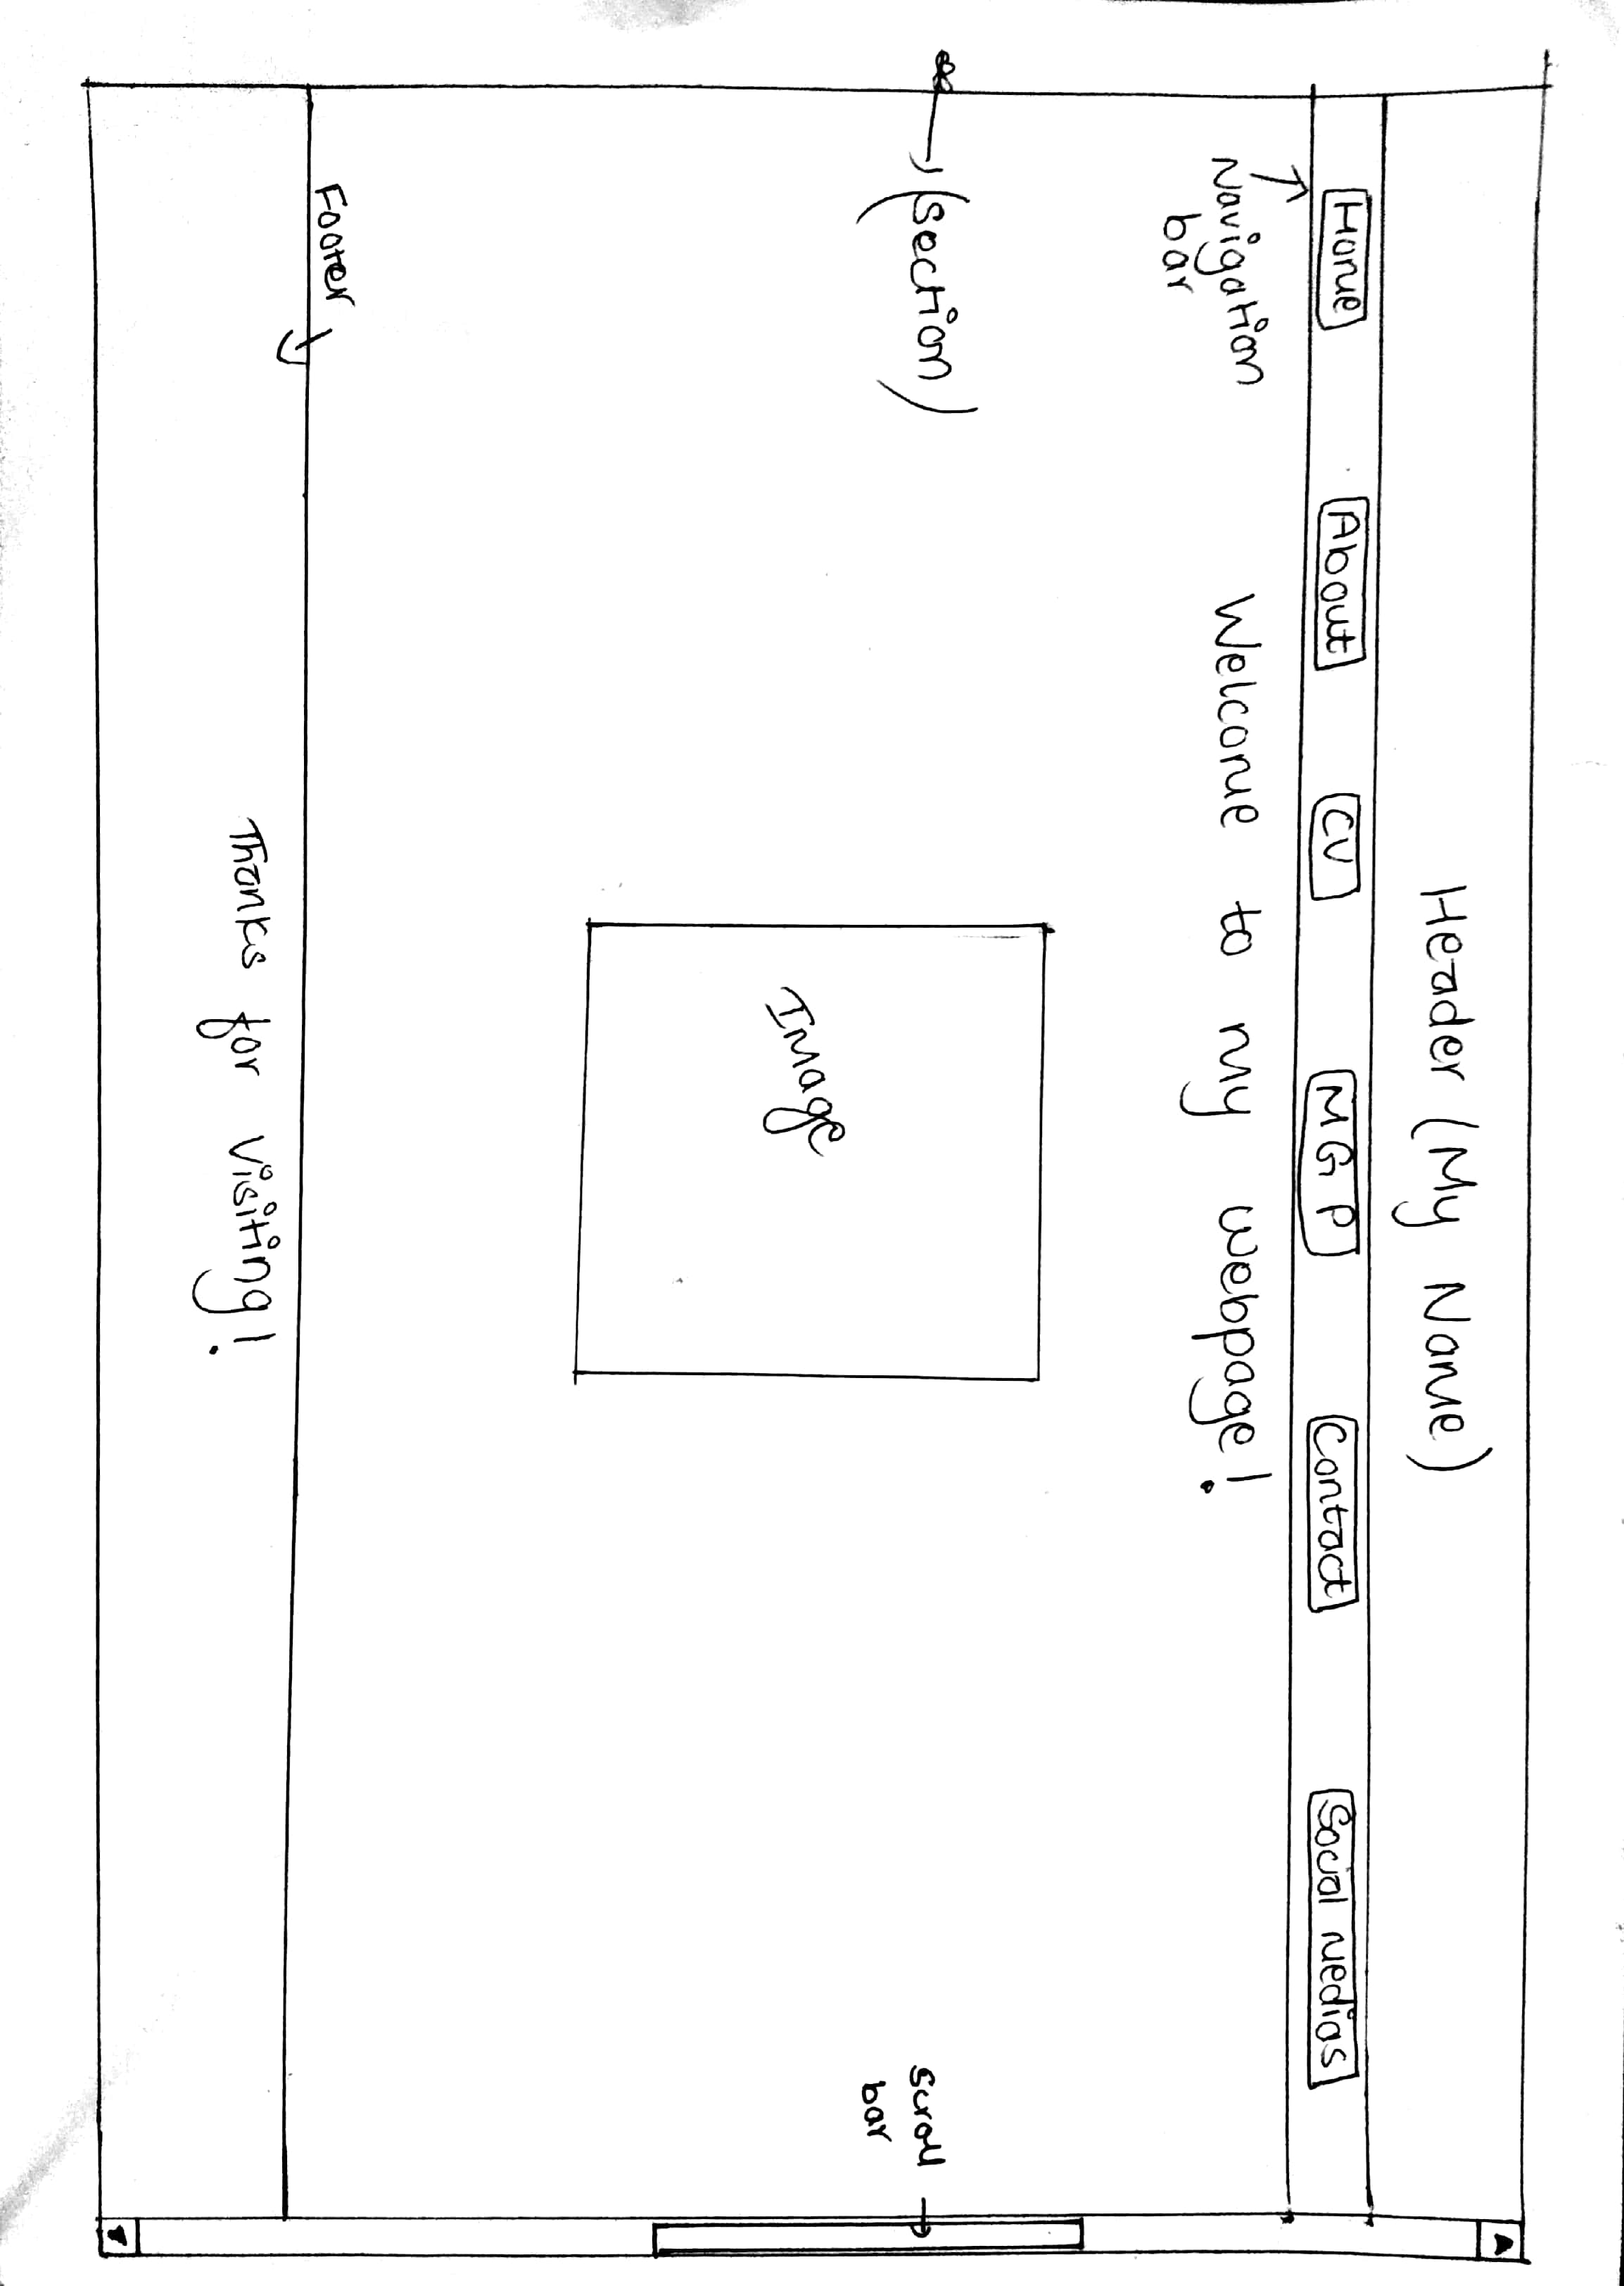 Header (My Name)
Home About CV MGP Contact Social Medias
Navigation
bar
Welcome to my webpage!
(section)
Image
scroll
bar
Footer
Thanks for Visiting!